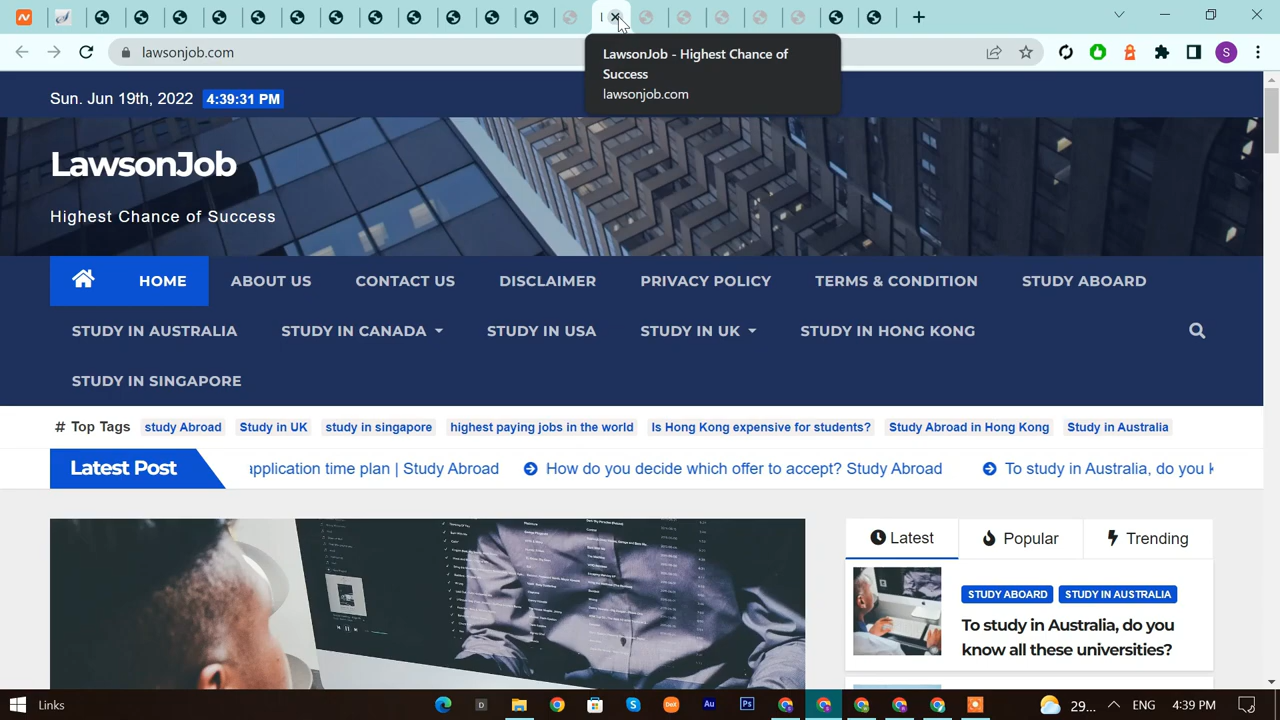 lawsonjob.com
LawsonJob - Highest Chance of
Success
lawsonjob.com
S
Sun. Jun 19th, 2022 4:39:31 PM
LawsonJob
Highest Chance of Success
HOME ABOUT US CONTACT US DISCLAIMER PRIVACY POLICY TERMS & CONDITION STUDY ABOARD
STUDY IN AUSTRALIA STUDY IN CANADA STUDY IN USA STUDY IN UK STUDY IN HONG KONG
STUDY IN SINGAPORE
# Top Tags study Abroad Study in UK study in singapore highest paying jobs in the world Is Hong Kong expensive for students? Study Abroad in Hong Kong Study in Australia
Latest Post application time plan | Study Abroad How do you decide which offer to accept? Study Abroad To study in Australia, do you
Latest Popular Trending
STUDY ABOARD STUDY IN AUSTRALIA
To study in Australia, do you
know all these universities?
Links D Au Ps 29... ENG 4:39 PM